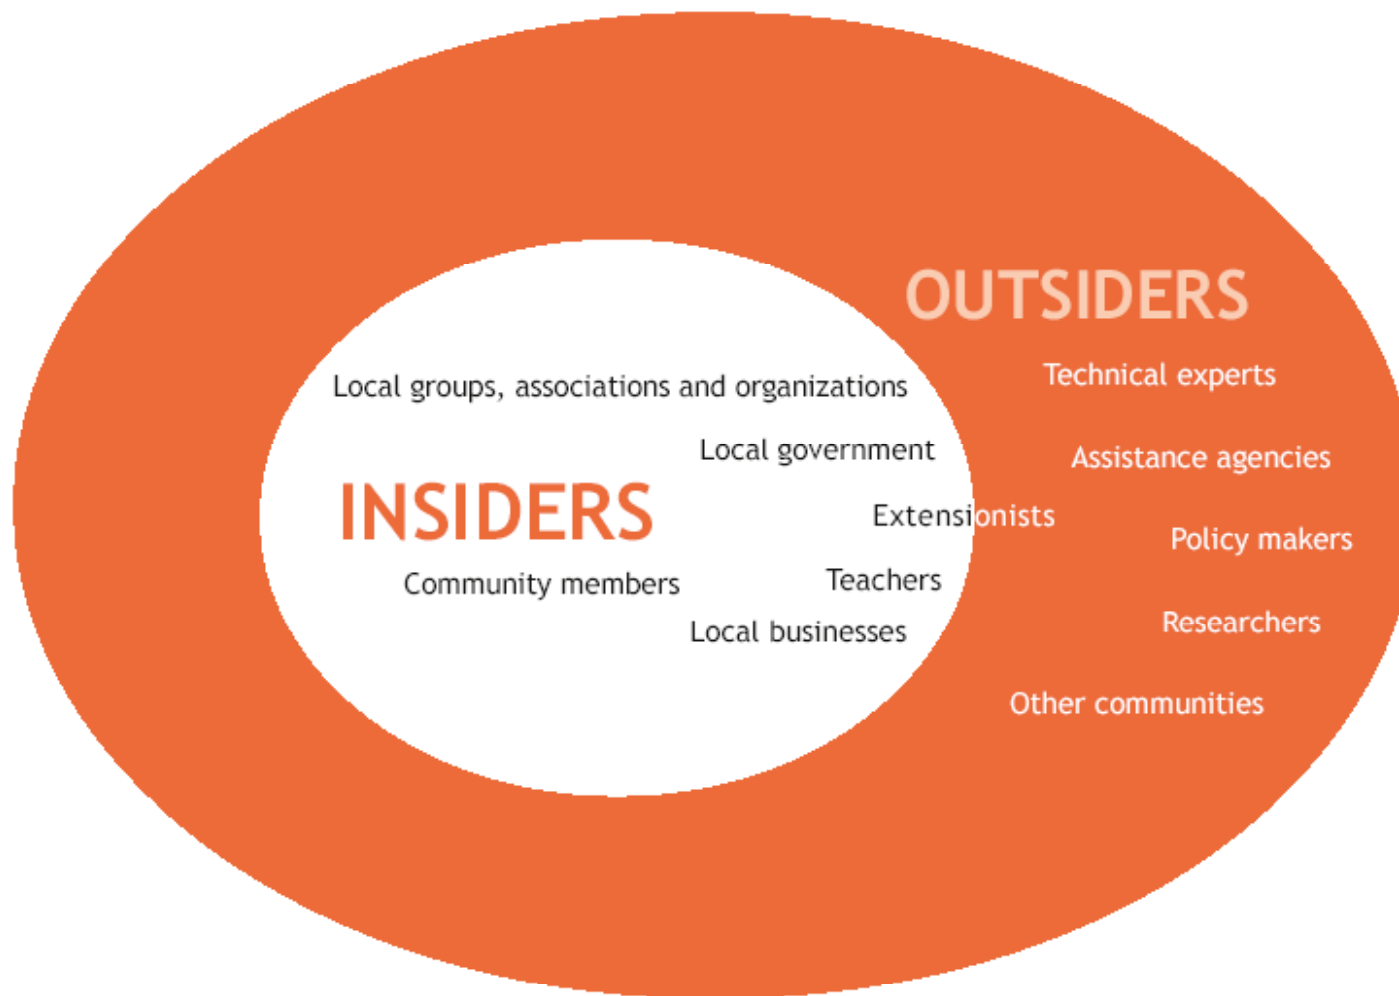 OUTSIDERS
Technical experts
Local groups, associations and organizations
Local government
Assistance agencies
INSIDERS
Extensionists
Policy makers
Community members
Teachers
Local businesses
Researchers
Other communities